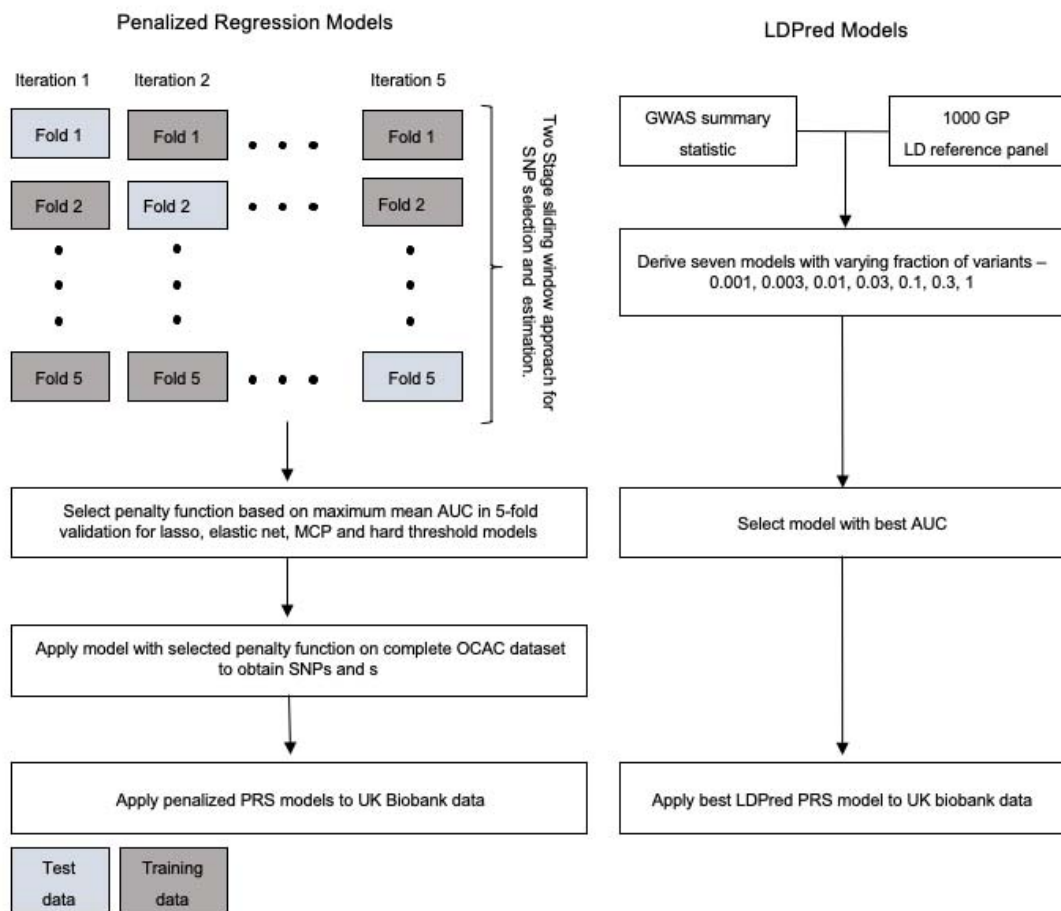 Penalized Regression Models
Iteration 1
Iteration 2
Iteration 5
Fold 1
Fold 1
Fold 1
Fold 2
Fold 2
Fold 2
Fold 5
Fold 5
Fold 5
Two Stage sliding window approach for
SNP selection and estimation.
Select penalty function based on maximum mean AUC in 5-fold
validation for lasso, elastic net, MCP and hard threshold models
Apply model with selected penalty function on complete OCAC dataset
to obtain SNPs and s
Apply penalized PRS models to UK Biobank data
Test
data
Training
data
LDPred Models
GWAS summary
statistic
1000 GP
LD reference panel
Derive seven models with varying fraction of variants –
0.001, 0.003, 0.01, 0.03, 0.1, 0.3, 1
Select model with best AUC
Apply best LDPred PRS model to UK biobank data